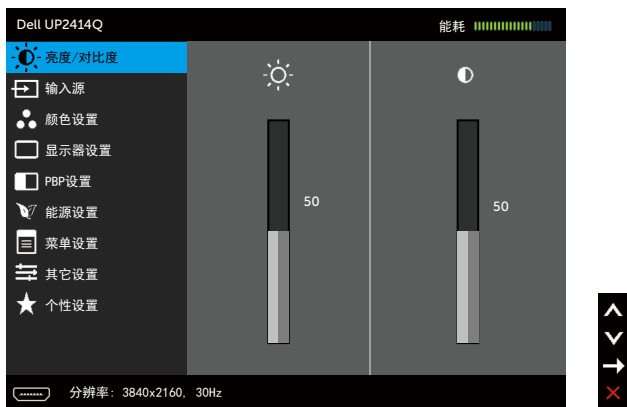 Dell UP2414Q
能耗
亮度/对比度
输入源
颜色设置
显示器设置
PBP设置
能源设置
菜单设置
其它设置
个性设置
50
50
分辨率: 3840x2160, 30Hz